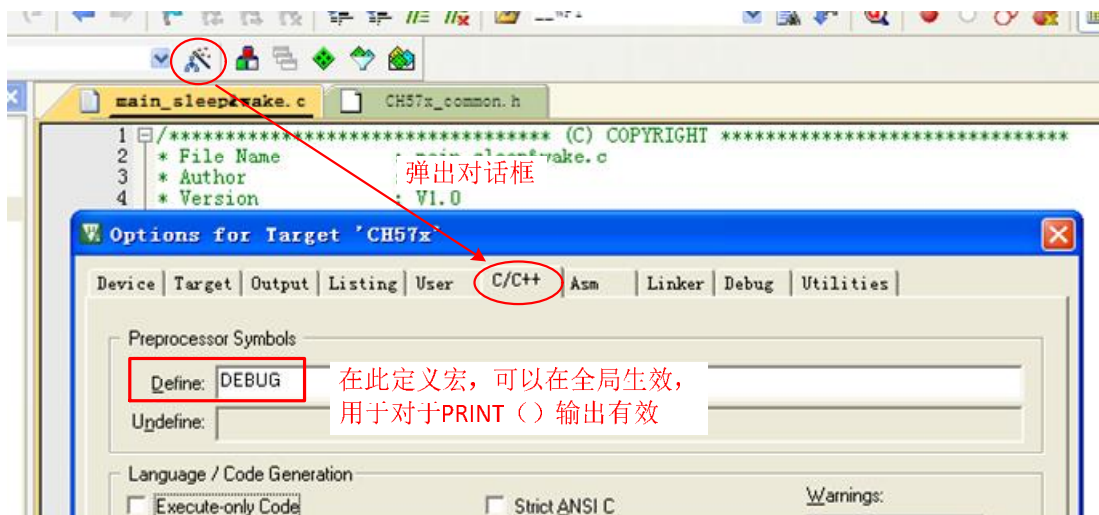 main_sleep&wake.c
CH57x_common.h
1 /********************************** (C) COPYRIGHT *******************************
2 * File Name : main_sleep&wake.c
3 * Author
4 * Version : V1.0
弹出对话框
Options for Target 'CH57x'
Device Target Output Listing User C/C++ Asm Linker Debug Utilities
Preprocessor Symbols
Define: DEBUG
在此定义宏，可以在全局生效，
用于对于PRINT（）输出有效
Undefine:
Language / Code Generation
Execute-only Code
Strict ANSI C
Warnings: